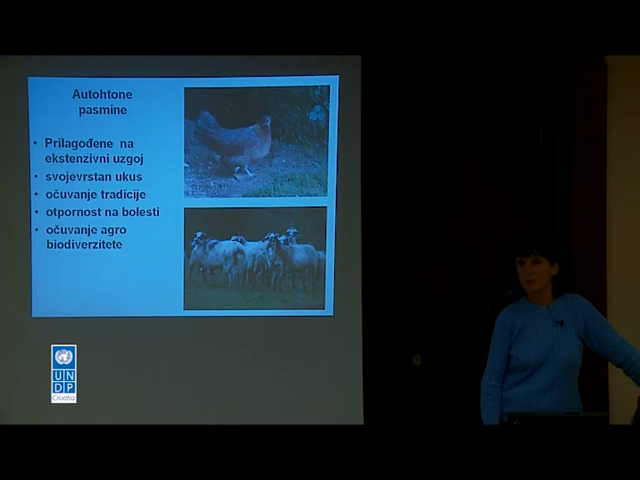 Autohtone
pasmine
• Prilagođene na
ekstenzivni uzgoj
• svojevrstan ukus
• očuvanje tradicije
• otpornost na bolesti
• očuvanje agro
biodiverzitete
UN
DP
Croatia